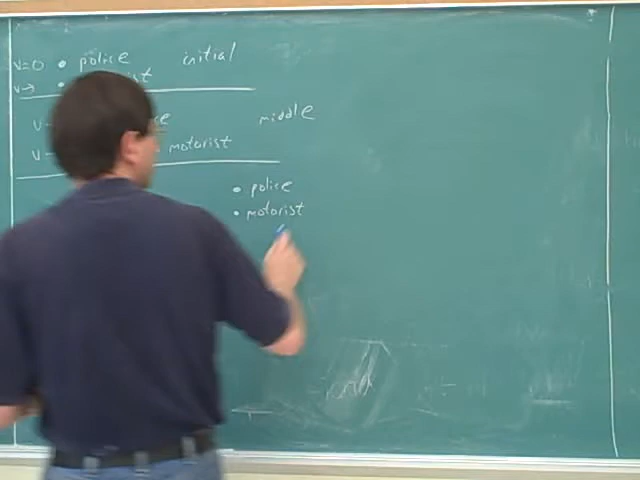 v=0 • police initial
v→ •
v middle
v motorist
• police
• motorist